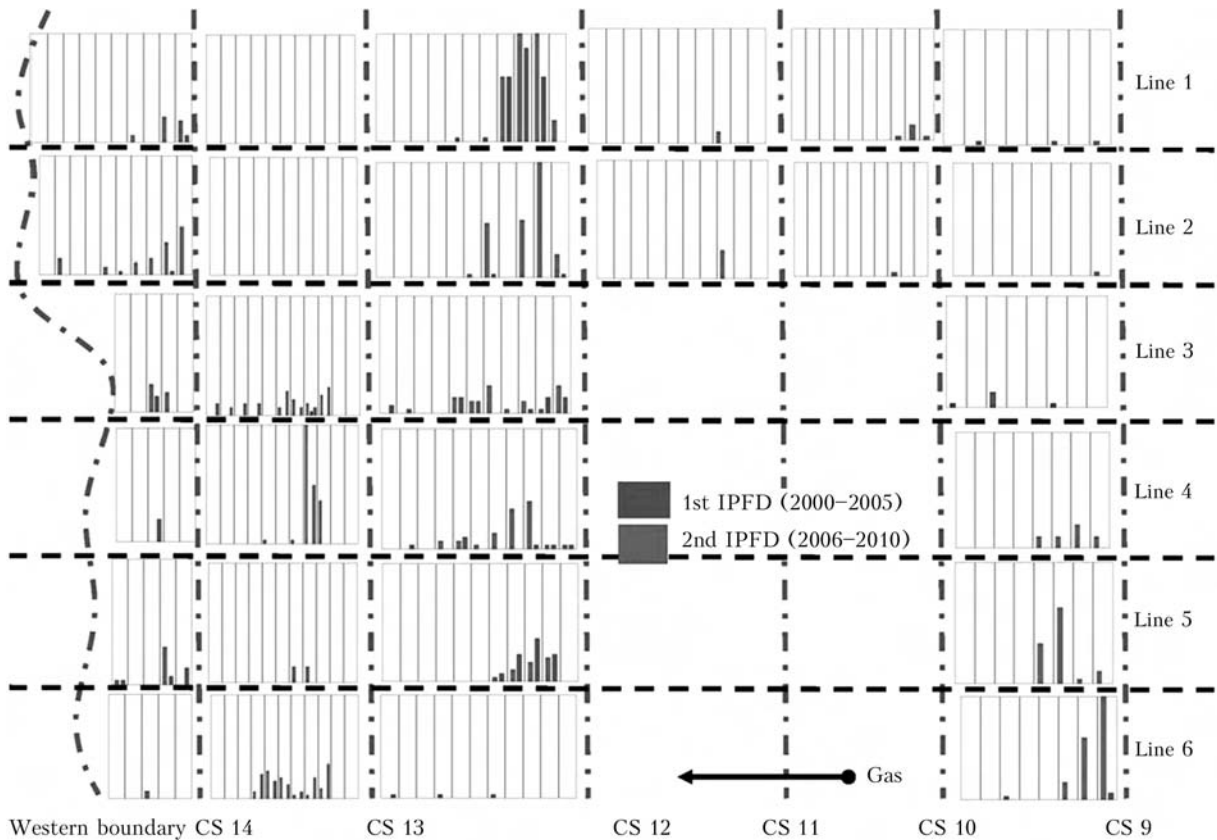 Line 1
Line 2
Line 3
Line 4
1st IPFD (2000–2005)
2nd IPFD (2006–2010)
Line 5
Line 6
Gas
Western boundary CS 14 CS 13 CS 12 CS 11 CS 10 CS 9